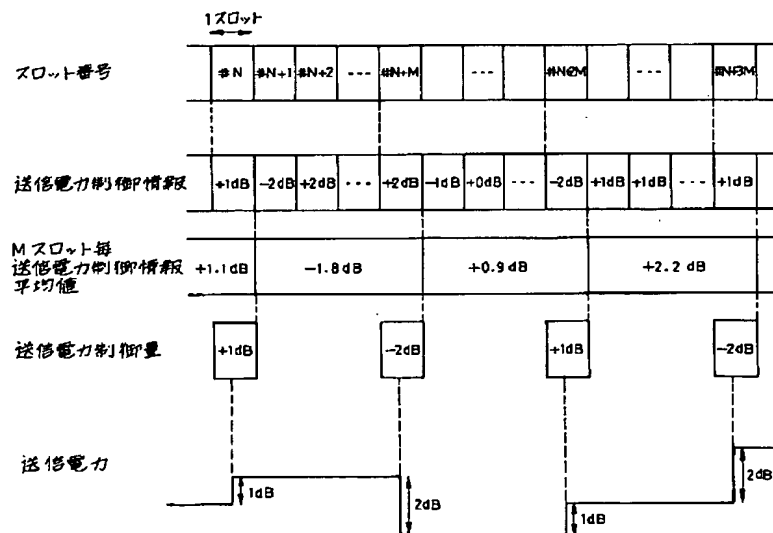 1スロット
スロット番号
#N #N+1 #N+2 --- #N+M --- #N+2M --- #N+3M
送信電力制御情報
+1dB -2dB +2dB --- +2dB -1dB +0dB --- -2dB +1dB +1dB --- +1dB
Mスロット毎
送信電力制御情報
平均値
+1.1dB -1.8dB +0.9dB +2.2dB
送信電力制御量
+1dB -2dB +1dB -2dB
送信電力
1dB 2dB 1dB 2dB